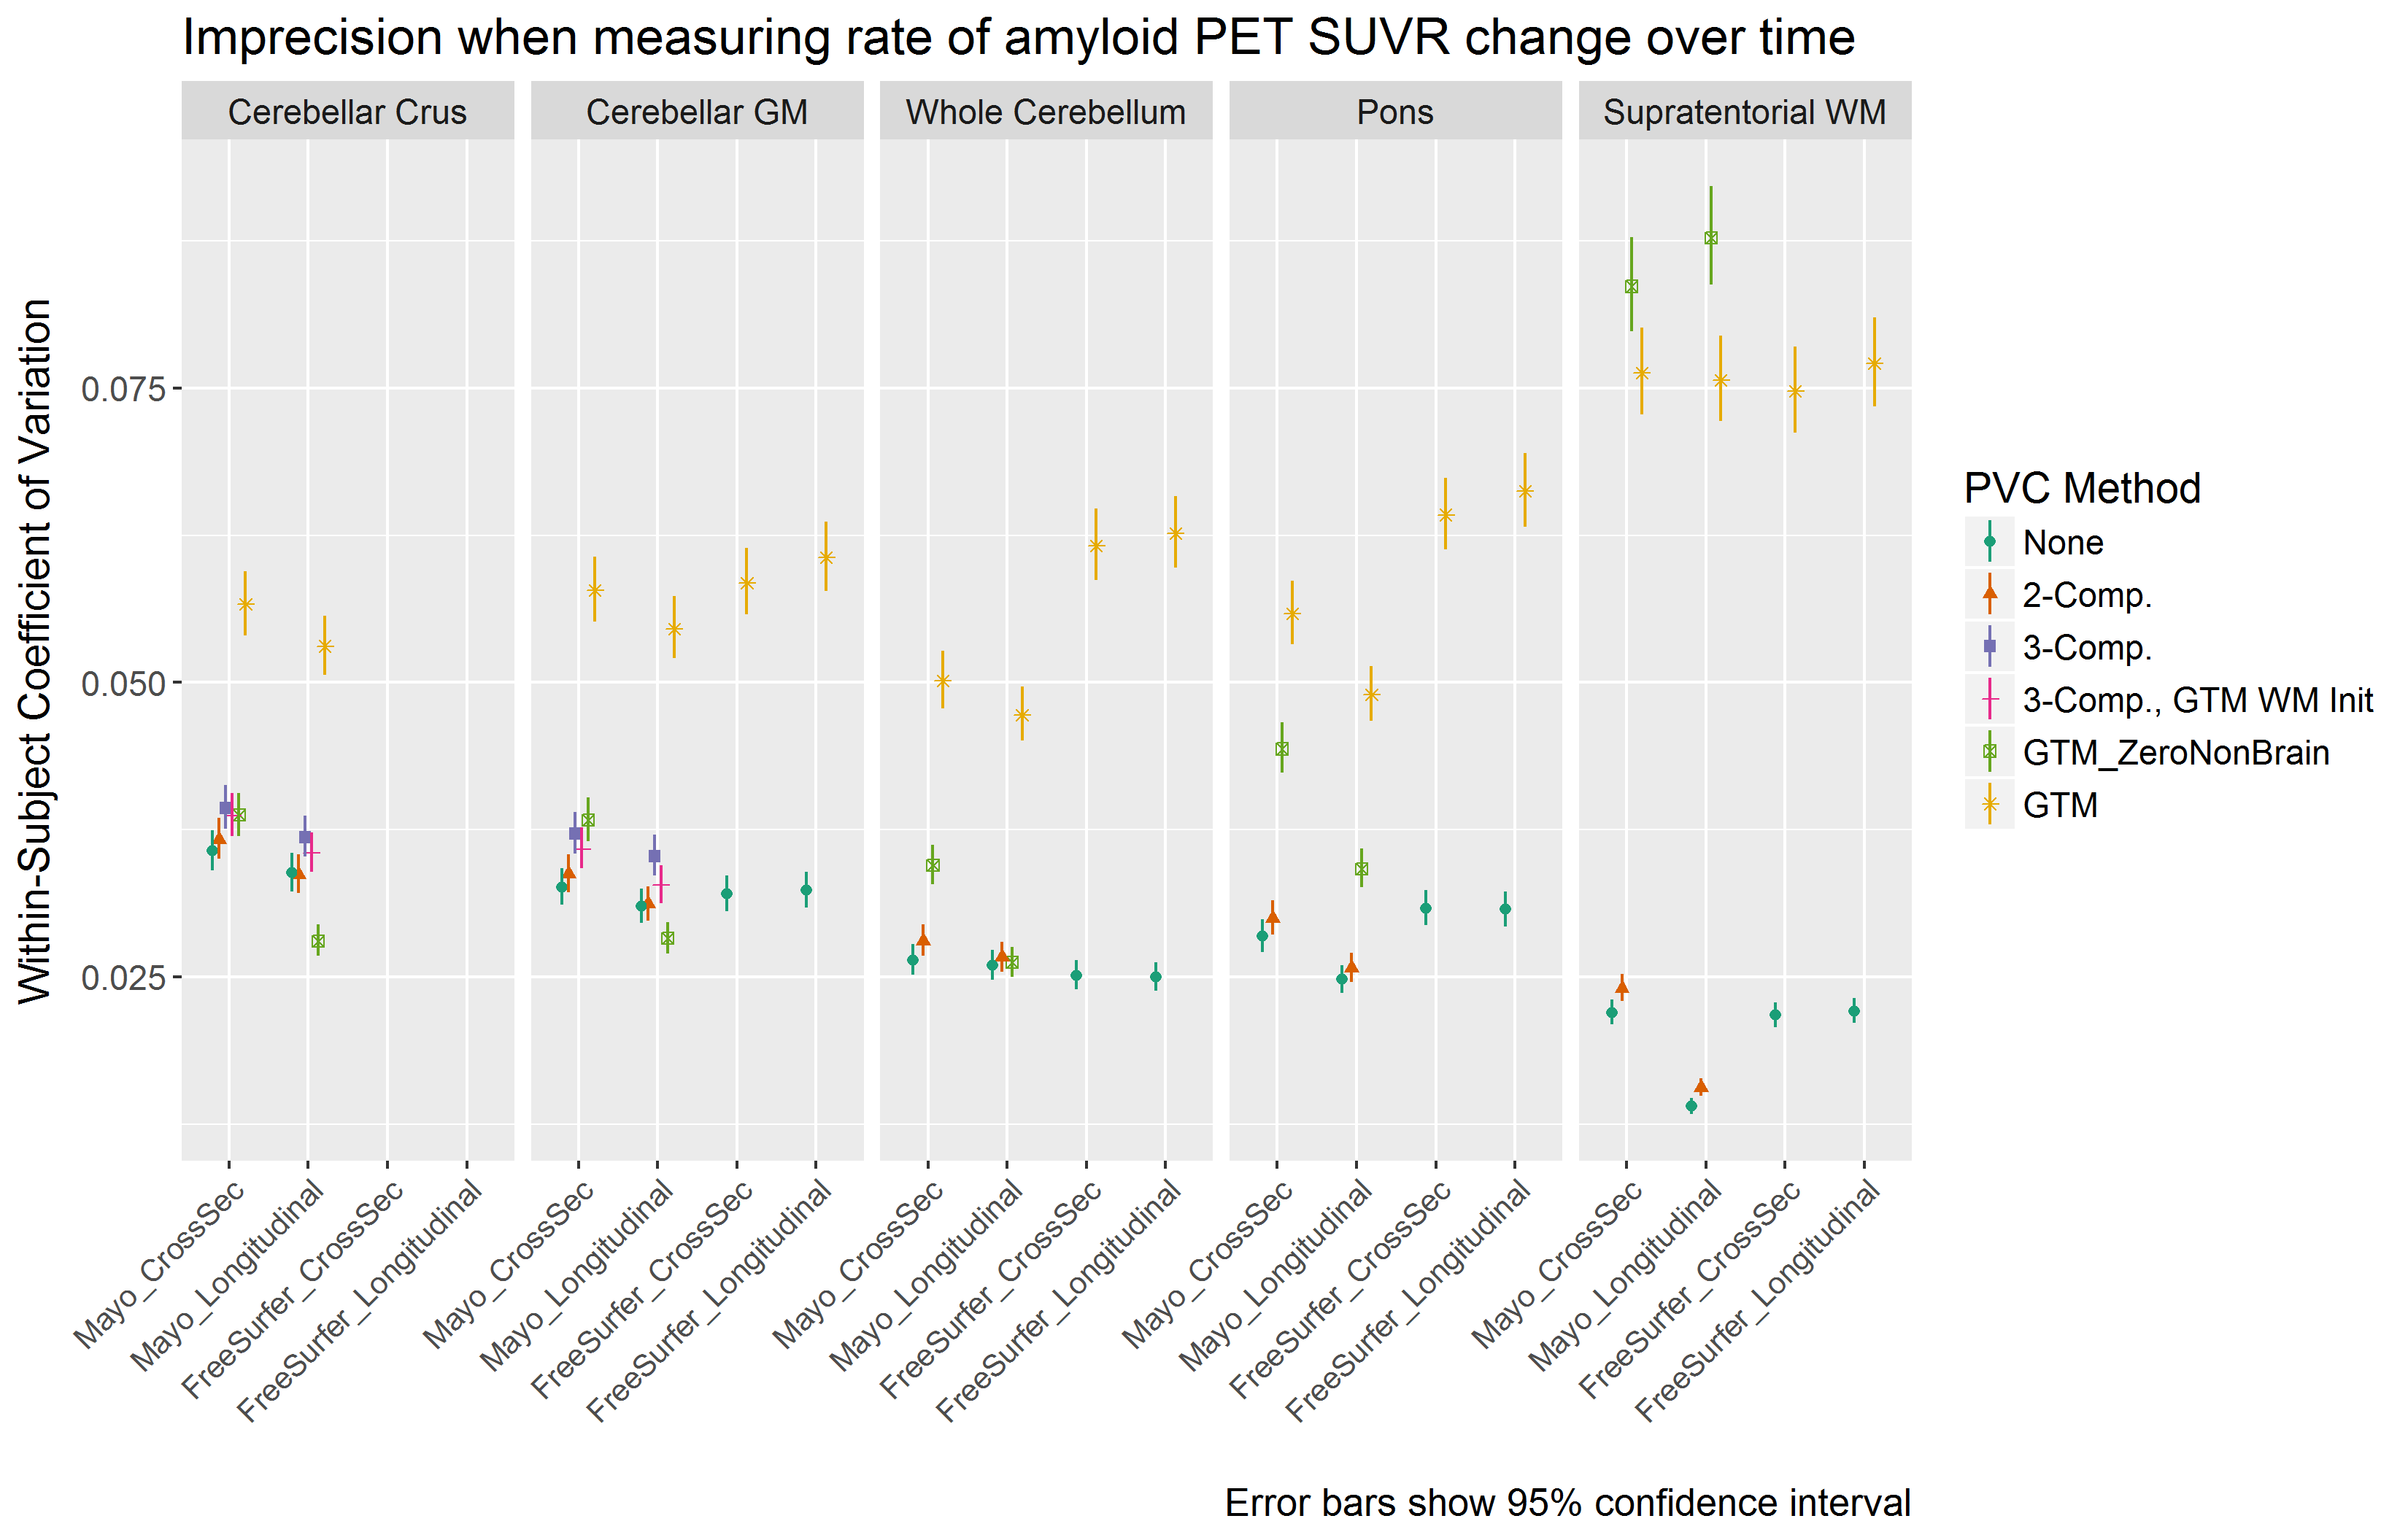 Imprecision when measuring rate of amyloid PET SUVR change over time
Cerebellar Crus
Cerebellar GM
Whole Cerebellum
Pons
Supratentorial WM
Within-Subject Coefficient of Variation
0.075
0.050
0.025
Mayo_CrossSec
Mayo_Longitudinal
FreeSurfer_CrossSec
FreeSurfer_Longitudinal
Mayo_CrossSec
Mayo_Longitudinal
FreeSurfer_CrossSec
FreeSurfer_Longitudinal
Mayo_CrossSec
Mayo_Longitudinal
FreeSurfer_CrossSec
FreeSurfer_Longitudinal
Mayo_CrossSec
Mayo_Longitudinal
FreeSurfer_CrossSec
FreeSurfer_Longitudinal
Mayo_CrossSec
Mayo_Longitudinal
FreeSurfer_CrossSec
FreeSurfer_Longitudinal
PVC Method
None
2-Comp.
3-Comp.
3-Comp., GTM WM Init
GTM_ZeroNonBrain
GTM
Error bars show 95% confidence interval